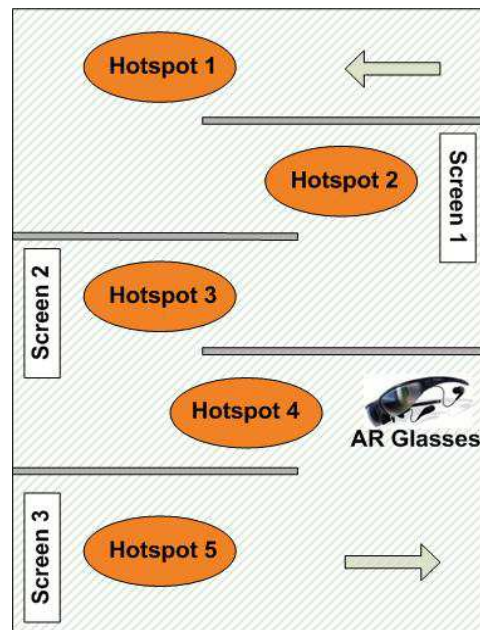 Hotspot 1
Hotspot 2
Screen 1
Screen 2
Hotspot 3
Hotspot 4
AR Glasses
Screen 3
Hotspot 5